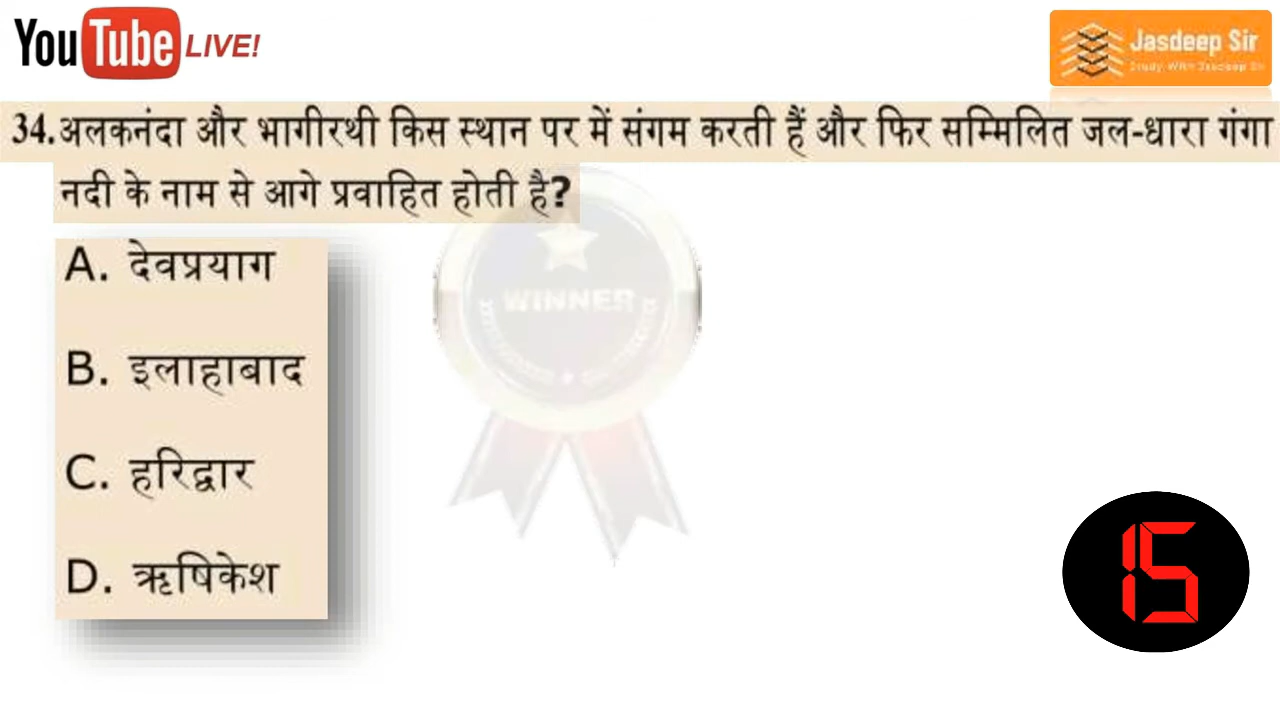 YouTube LIVE!
Jasdeep Sir
34. अलकनंदा और भागीरथी किस स्थान पर में संगम करती हैं और फिर सम्मिलित जल-धारा गंगा
नदी के नाम से आगे प्रवाहित होती है?
A. देवप्रयाग
WINNER
B. इलाहाबाद
C. हरिद्वार
D. ऋषिकेश
15